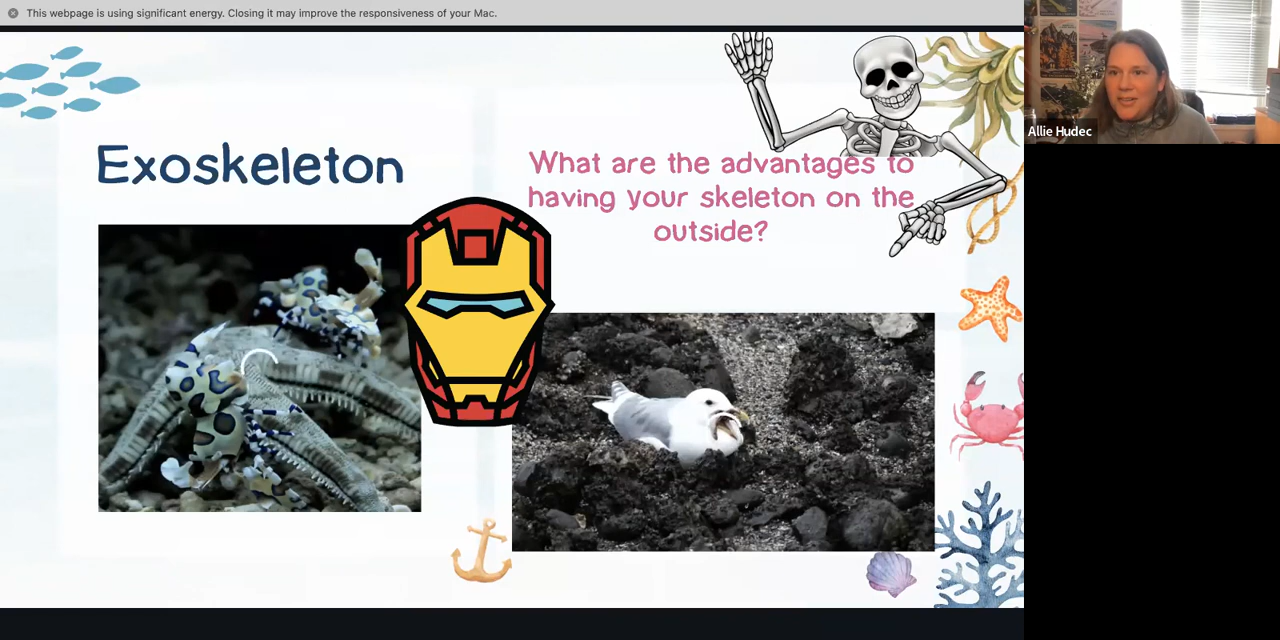 This webpage is using significant energy. Closing it may improve the responsiveness of your Mac.
Exoskeleton
What are the advantages to
having your skeleton on the
outside?
Allie Hudec